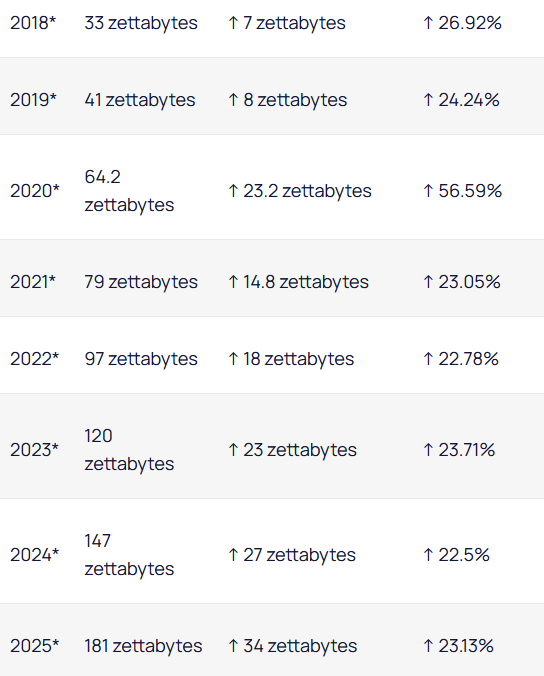 2018* 33 zettabytes ↑ 7 zettabytes ↑ 26.92%
2019* 41 zettabytes ↑ 8 zettabytes ↑ 24.24%
2020* 64.2 zettabytes ↑ 23.2 zettabytes ↑ 56.59%
2021* 79 zettabytes ↑ 14.8 zettabytes ↑ 23.05%
2022* 97 zettabytes ↑ 18 zettabytes ↑ 22.78%
2023* 120 zettabytes ↑ 23 zettabytes ↑ 23.71%
2024* 147 zettabytes ↑ 27 zettabytes ↑ 22.5%
2025* 181 zettabytes ↑ 34 zettabytes ↑ 23.13%